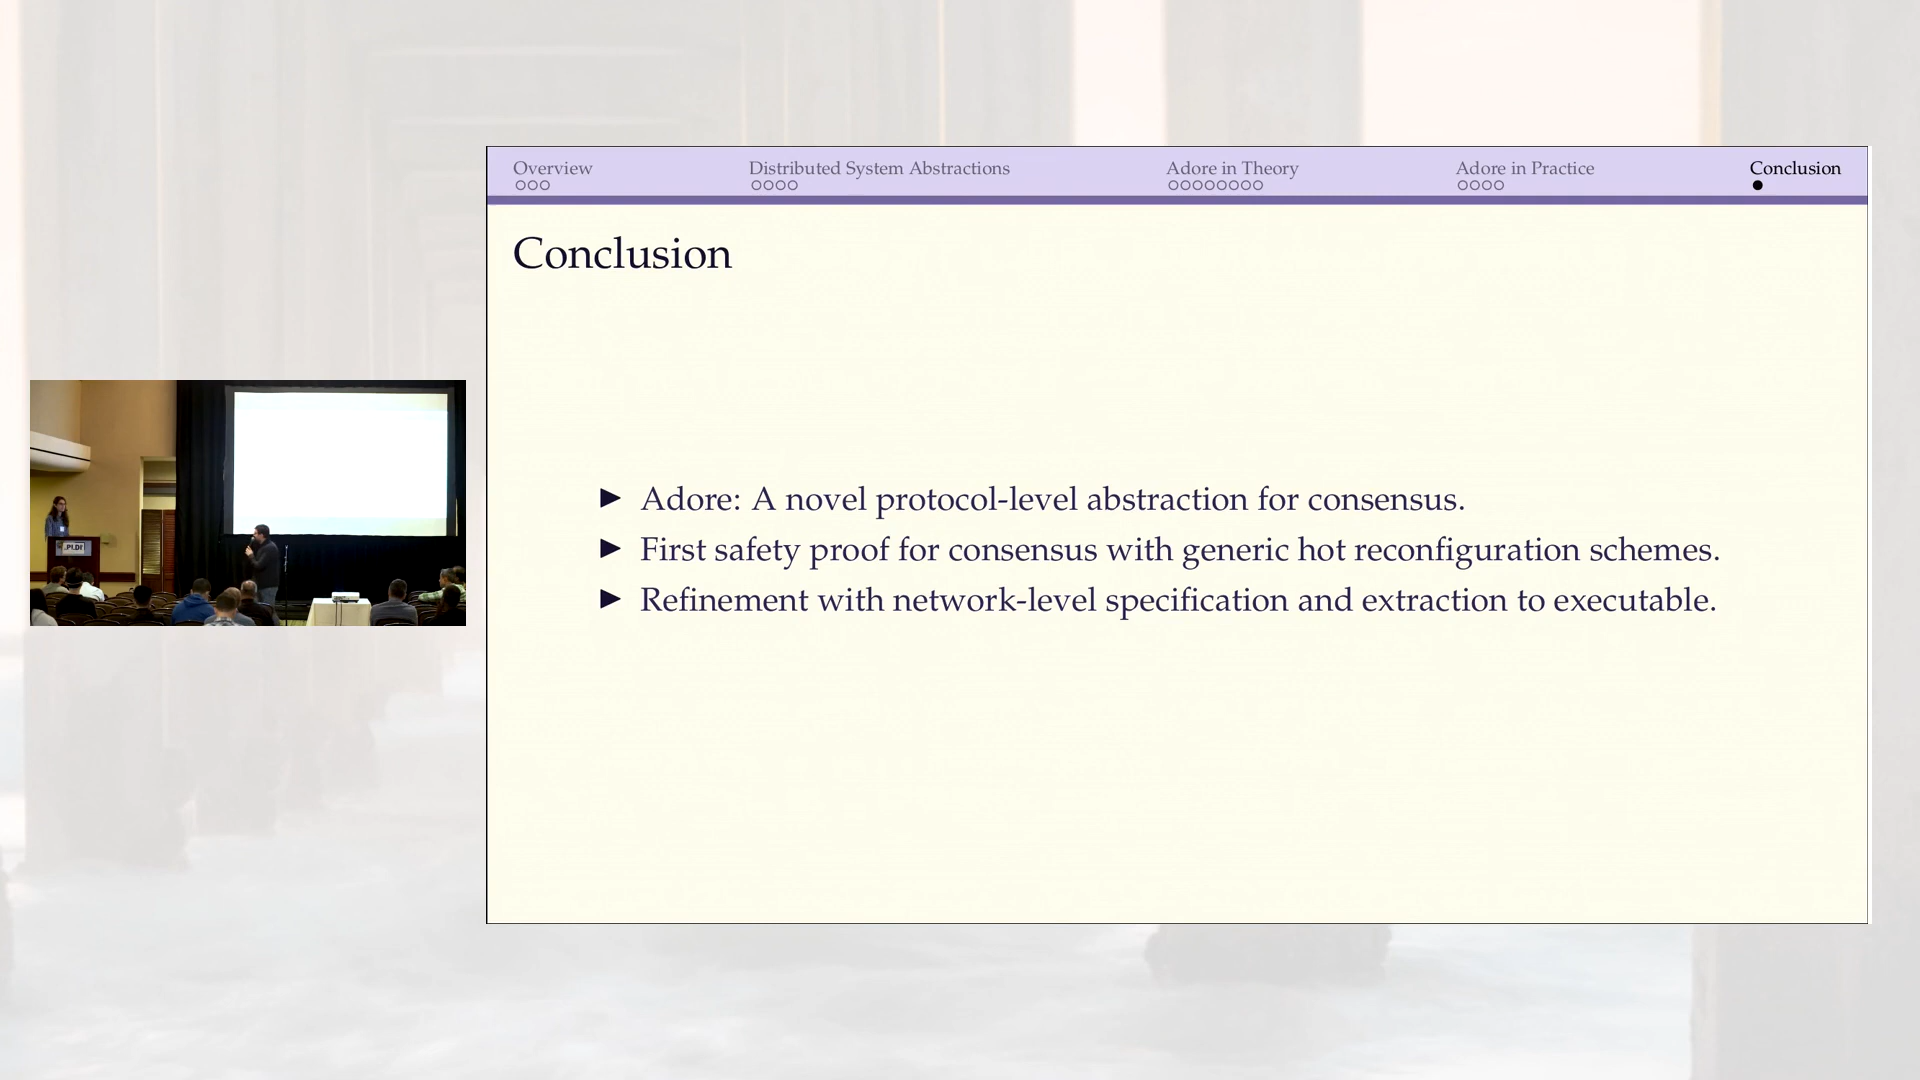 Overview
Distributed System Abstractions
Adore in Theory
Adore in Practice
Conclusion
Conclusion
▶ Adore: A novel protocol-level abstraction for consensus.
▶ First safety proof for consensus with generic hot reconfiguration schemes.
▶ Refinement with network-level specification and extraction to executable.
PLDI